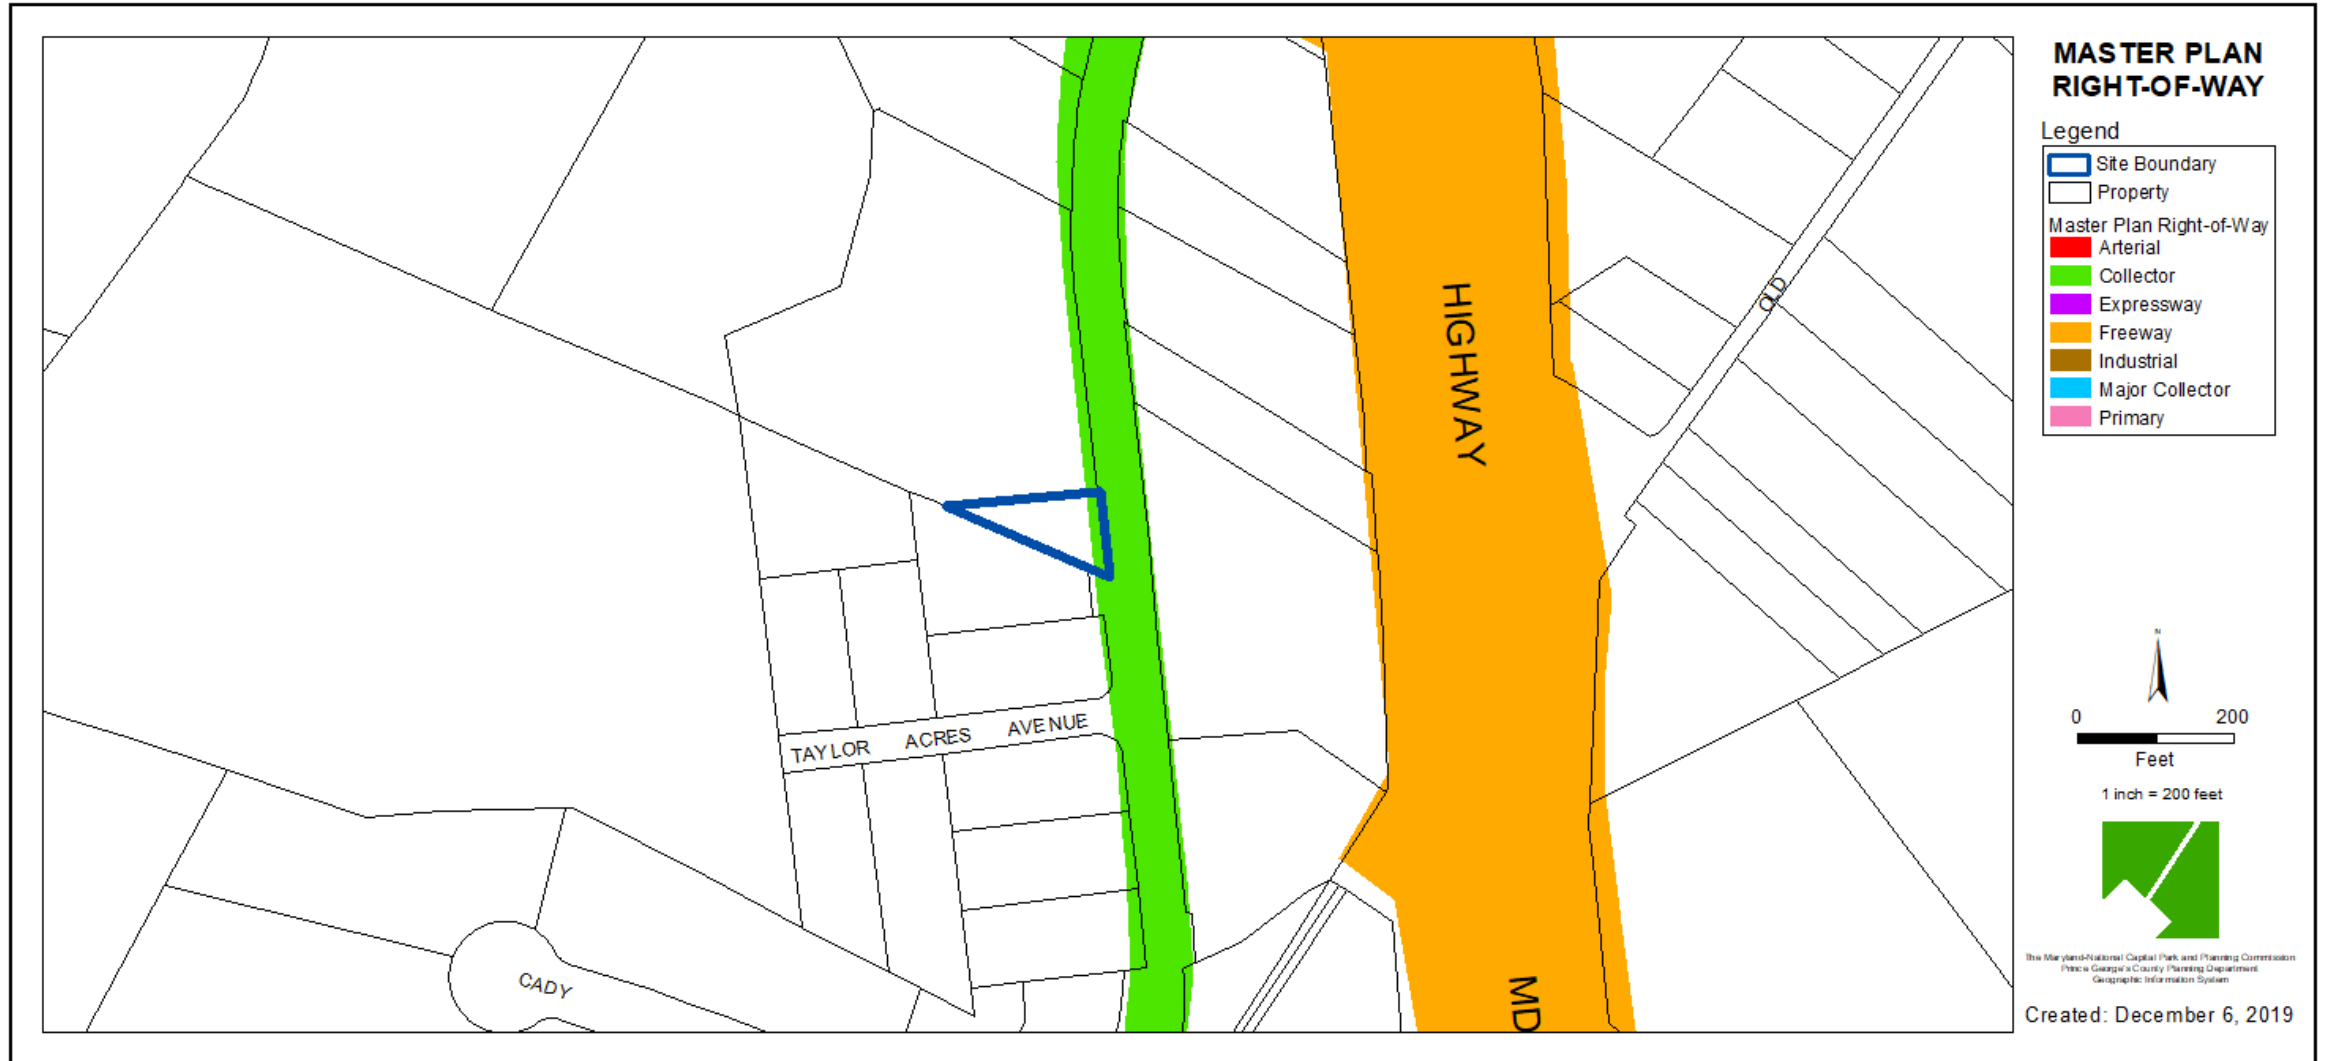 MASTER PLAN
RIGHT-OF-WAY
Legend
Site Boundary
Property
Master Plan Right-of-Way
Arterial
Collector
Expressway
Freeway
Industrial
Major Collector
Primary
HIGHWAY
OLD
TAYLOR ACRES AVENUE
CADY
MD
N
0 200
Feet
1 inch = 200 feet
The Maryland-National Capital Park and Planning Commission
Prince George's County Planning Department
Geographic Information System
Created: December 6, 2019